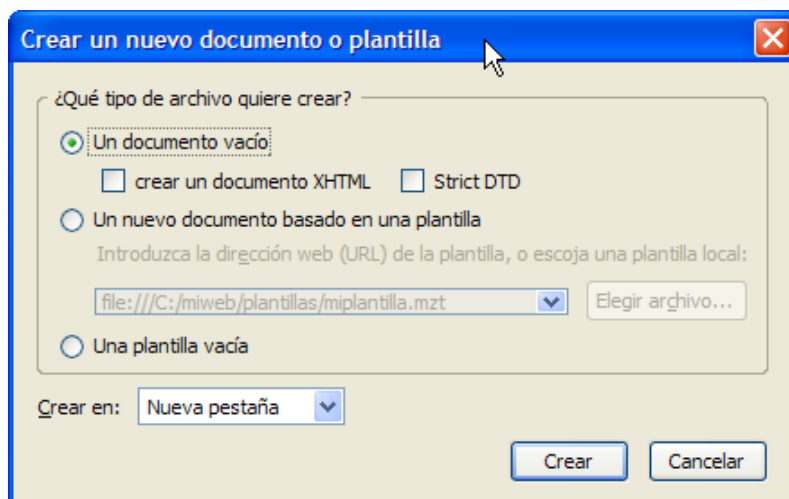 Crear un nuevo documento o plantilla
¿Qué tipo de archivo quiere crear?
Un documento vacío
crear un documento XHTML Strict DTD
Un nuevo documento basado en una plantilla
Introduzca la dirección web (URL) de la plantilla, o escoja una plantilla local:
file:///C:/miweb/plantillas/miplantilla.mzt Elegir archivo...
Una plantilla vacía
Crear en: Nueva pestaña
Crear Cancelar